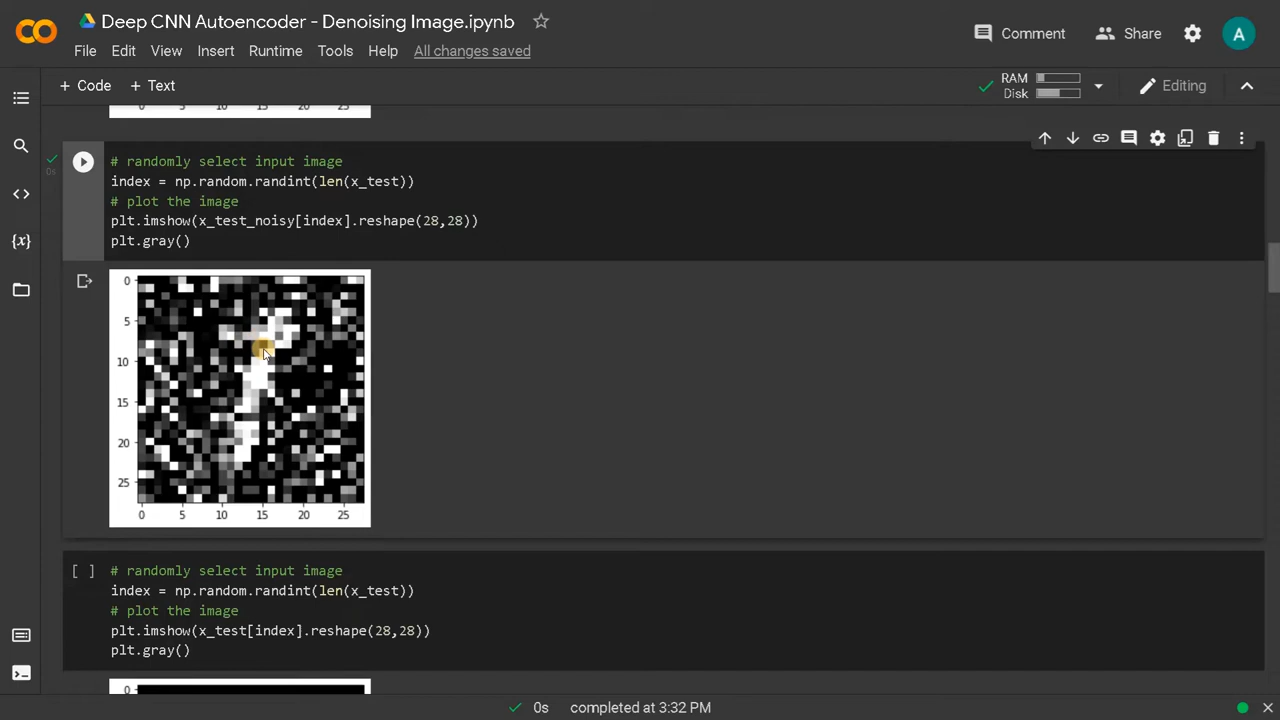 Deep CNN Autoencoder - Denoising Image.ipynb
File Edit View Insert Runtime Tools Help All changes saved
Comment Share A
+ Code + Text
RAM
Disk
Editing
0 5 10 15 20 25
# randomly select input image
index = np.random.randint(len(x_test))
# plot the image
plt.imshow(x_test_noisy[index].reshape(28,28))
plt.gray()
0s
0
5
10
15
20
25
0 5 10 15 20 25
[ ] # randomly select input image
index = np.random.randint(len(x_test))
# plot the image
plt.imshow(x_test[index].reshape(28,28))
plt.gray()
0
0s completed at 3:32 PM